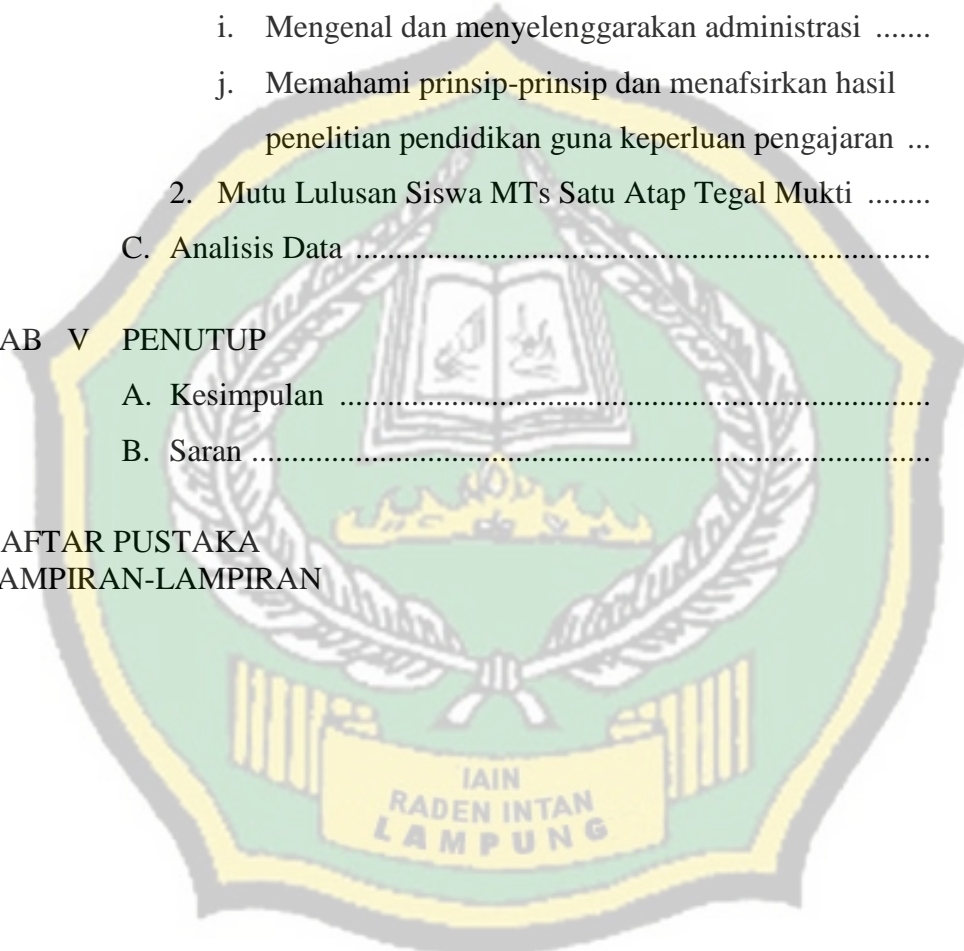 i. Mengenal dan menyelenggarakan administrasi .......
j. Memahami prinsip-prinsip dan menafsirkan hasil
penelitian pendidikan guna keperluan pengajaran ...
2. Mutu Lulusan Siswa MTs Satu Atap Tegal Mukti ........
C. Analisis Data ......................................................................
AB V PENUTUP
A. Kesimpulan ........................................................................
B. Saran ...................................................................................
AFTAR PUSTAKA
AMPIRAN-LAMPIRAN
IAIN
RADEN INTAN
LAMPUNG